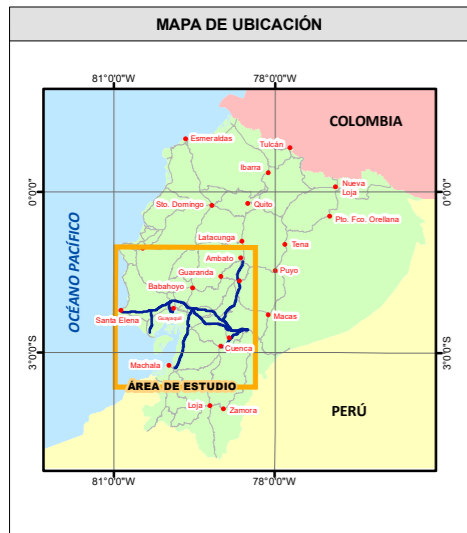 MAPA DE UBICACIÓN
81°0'0"W
78°0'0"W
COLOMBIA
Esmeraldas
Tulcán
Ibarra
Nueva
Loja
0°0'0"
0°0'0"
Sto. Domingo
Quito
Pto. Fco. Orellana
OCÉANO PACÍFICO
Latacunga
Tena
Ambato
Guaranda
Puyo
Babahoyo
Santa Elena
Guayaquil
Macas
3°0'0"S
3°0'0"S
Cuenca
Machala
ÁREA DE ESTUDIO
Loja
Zamora
PERÚ
81°0'0"W
78°0'0"W